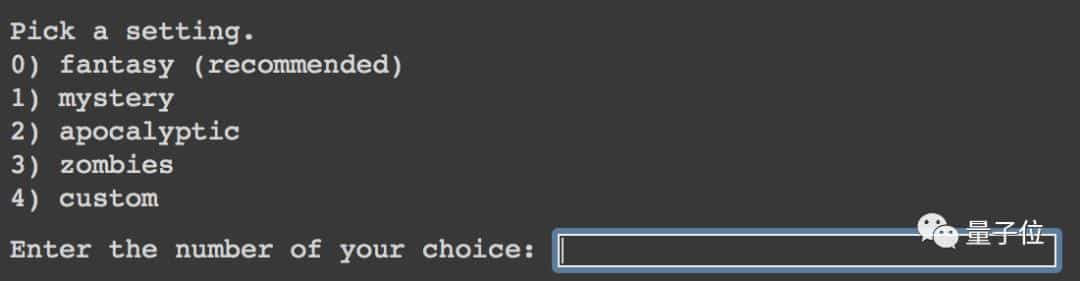 Pick a setting.
0) fantasy (recommended)
1) mystery
2) apocalyptic
3) zombies
4) custom
Enter the number of your choice:
量子位